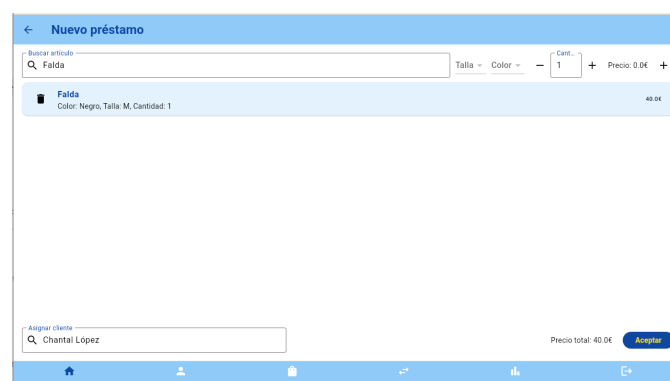 Nuevo préstamo
Buscar artículo
Falda
Talla
Color
Cant...
1
Precio: 0.0€
Falda
Color: Negro, Talla: M, Cantidad: 1
40.0€
Asignar cliente
Chantal López
Precio total: 40.0€
Aceptar